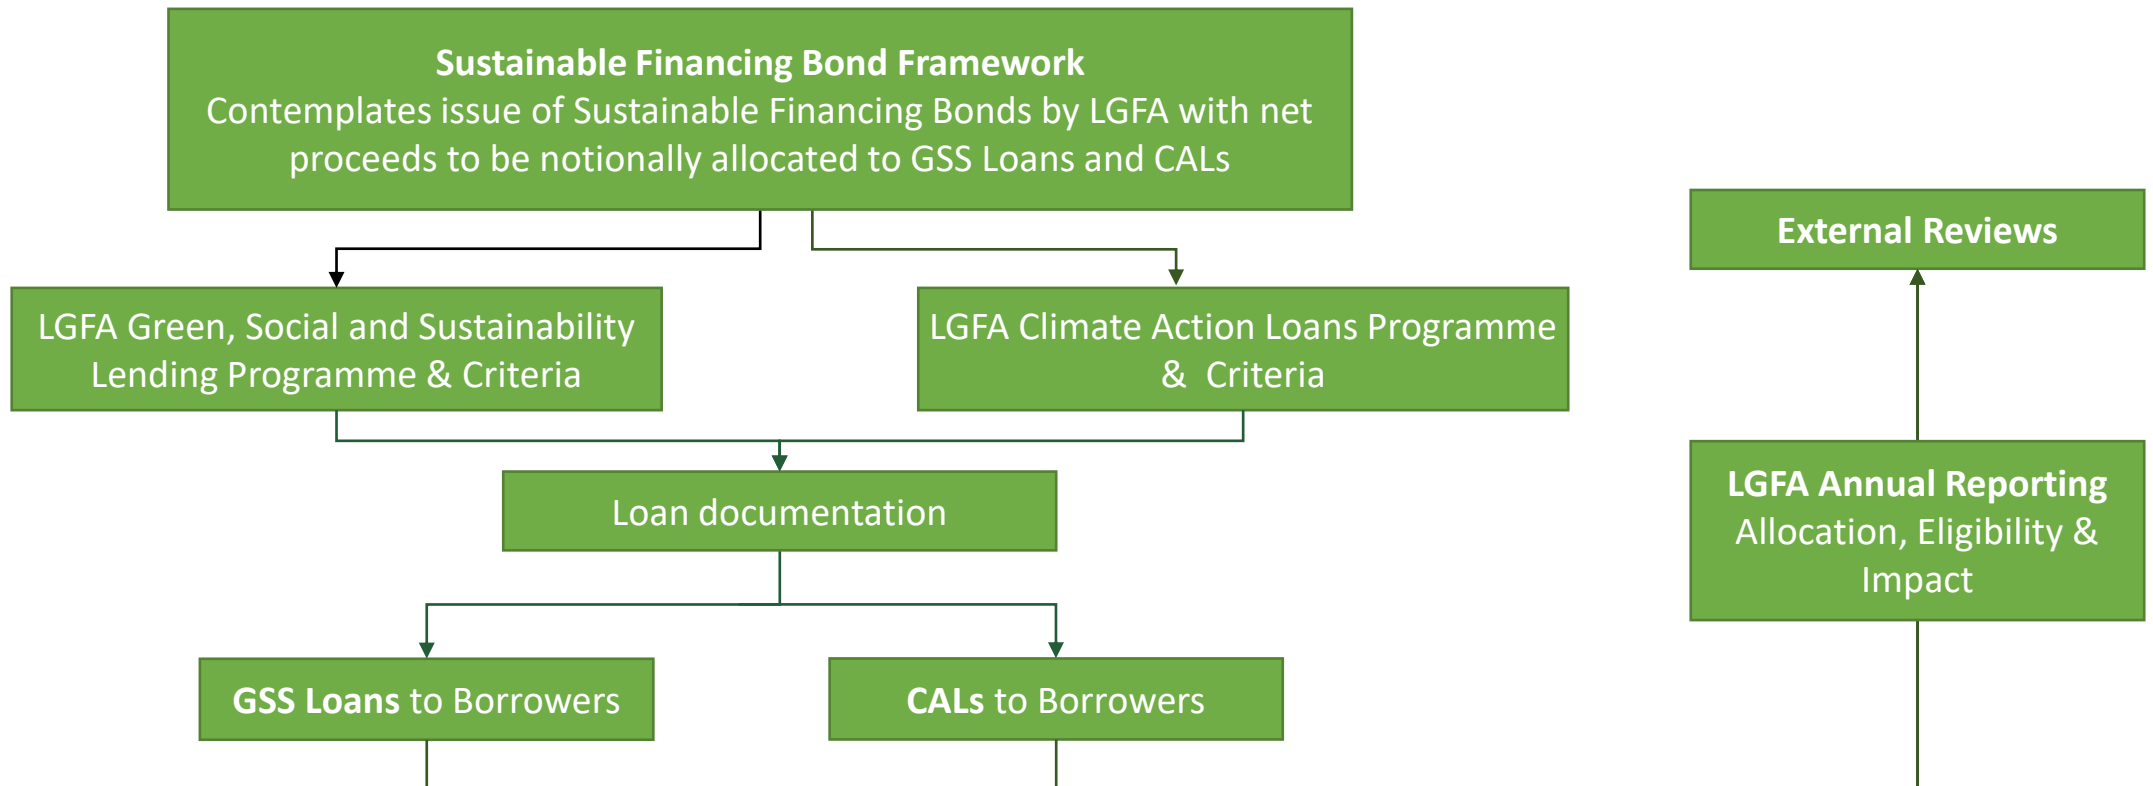 Sustainable Financing Bond Framework
Contemplates issue of Sustainable Financing Bonds by LGFA with net
proceeds to be notionally allocated to GSS Loans and CALs
External Reviews
LGFA Green, Social and Sustainability
Lending Programme & Criteria
LGFA Climate Action Loans Programme
& Criteria
LGFA Annual Reporting
Allocation, Eligibility &
Impact
Loan documentation
GSS Loans to Borrowers
CALs to Borrowers